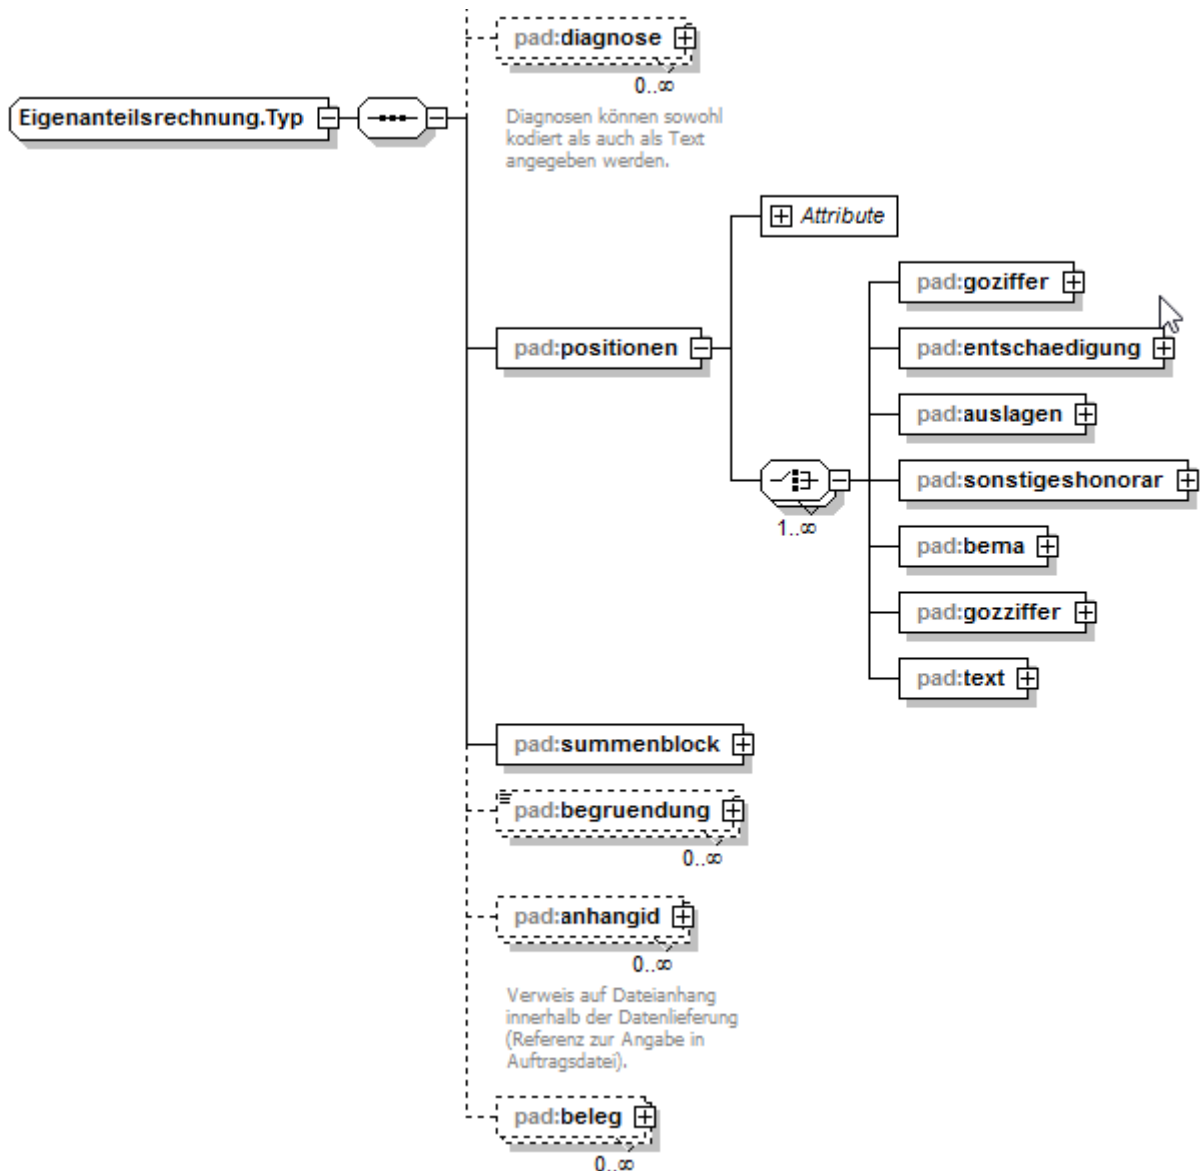 pad:diagnose
0..∞
Eigenanteilsrechnung.Typ
Diagnosen können sowohl
kodiert als auch als Text
angegeben werden.
Attribute
pad:goziffer
pad:positionen
pad:entschaedigung
pad:auslagen
pad:sonstigeshonorar
1..∞
pad:bema
pad:gozziffer
pad:text
pad:summenblock
pad:begruendung
0..∞
pad:anhangid
0..∞
Verweis auf Dateianhang
innerhalb der Datenlieferung
(Referenz zur Angabe in
Auftragsdatei).
pad:beleg
0..∞